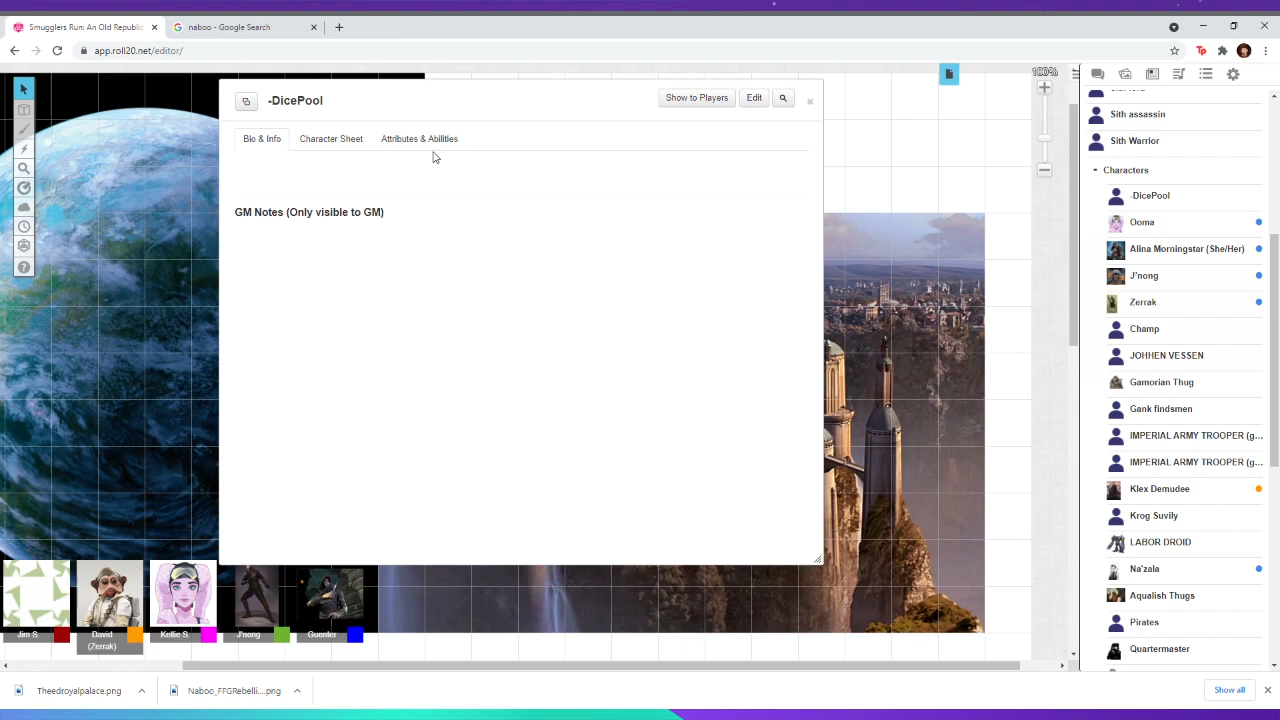 Smugglers Run: An Old Republic
naboo - Google Search
app.roll20.net/editor/
100%
-DicePool
Show to Players
Edit
Bio & Info
Character Sheet
Attributes & Abilities
GM Notes (Only visible to GM)
Sith assassin
Sith Warrior
Characters
-DicePool
Ooma
Alina Morningstar (She/Her)
J'nong
Zerrak
Champ
JOHHEN VESSEN
Gamorian Thug
Gank findsmen
IMPERIAL ARMY TROOPER (g...
IMPERIAL ARMY TROOPER (g...
Klex Demudee
Krog Suvily
LABOR DROID
Na'zala
Aqualish Thugs
Pirates
Quartermaster
Jim S.
David
(Zerrak)
Kellie S.
J'nong
Guenter
Theedroyalpalace.png
Naboo_FFGRebelli....png
Show all